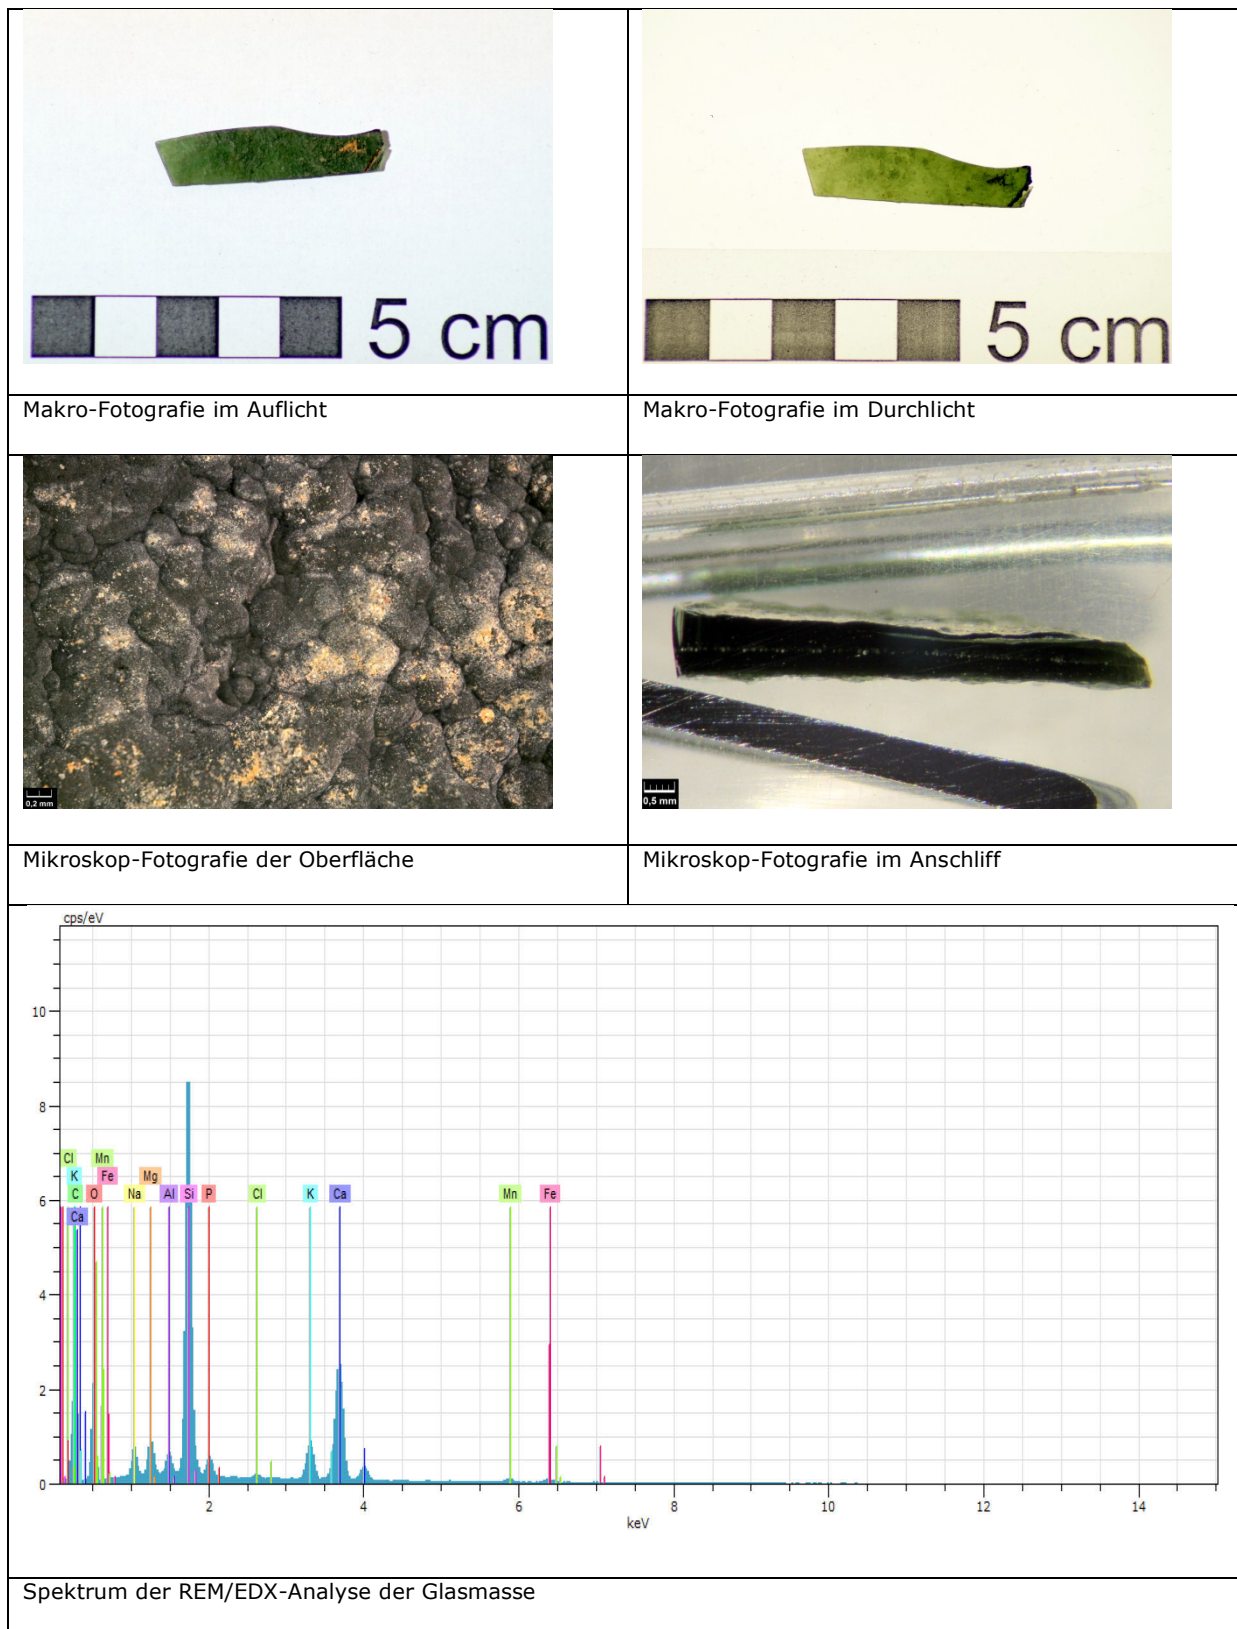 5 cm
5 cm
Makro-Fotografie im Auflicht
Makro-Fotografie im Durchlicht
0,2 mm
0,5 mm
Mikroskop-Fotografie der Oberfläche
Mikroskop-Fotografie im Anschliff
cps/eV
10
8
Cl Mn
K Fe Mg
6
C O Na Al Si P Cl K Ca Mn Fe
Ca
4
2
0
2 4 6 8 10 12 14
keV
Spektrum der REM/EDX-Analyse der Glasmasse